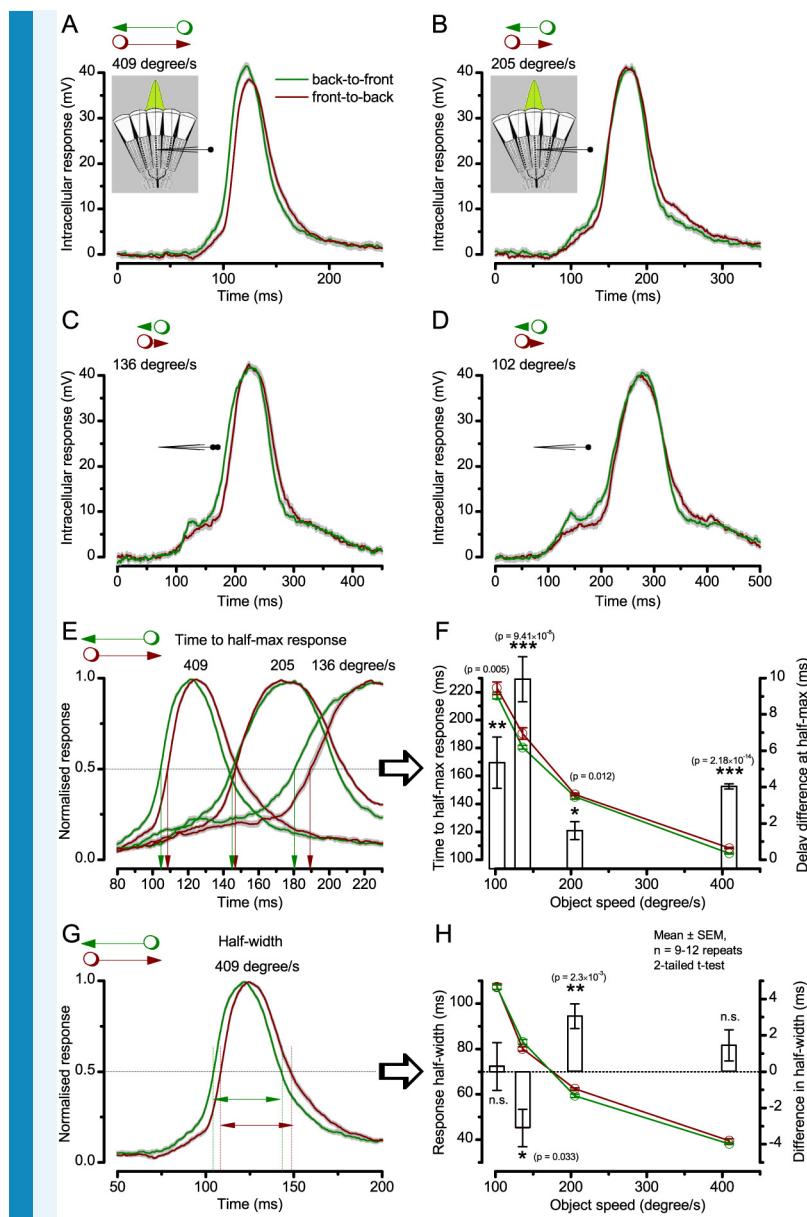 A
409 degree/s
back-to-front
front-to-back
Intracellular response (mV)
40
30
20
10
0
0 100 200
Time (ms)
B
205 degree/s
Intracellular response (mV)
40
30
20
10
0
0 100 200 300
Time (ms)
C
136 degree/s
Intracellular response (mV)
40
30
20
10
0
0 100 200 300 400
Time (ms)
D
102 degree/s
Intracellular response (mV)
40
30
20
10
0
0 100 200 300 400 500
Time (ms)
E
Time to half-max response
409 205 136 degree/s
Normalised response
1.0
0.5
0.0
80 100 120 140 160 180 200 220
Time (ms)
F
(p = 9.41×10⁻⁶)
(p = 0.005)
***
**
(p = 0.012)
*
(p = 2.18×10⁻¹⁴)
***
Time to half-max response (ms)
220
200
180
160
140
120
100
100 200 300 400
Object speed (degree/s)
10
8
6
4
2
0
Delay difference at half-max (ms)
G
Half-width
409 degree/s
Normalised response
1.0
0.5
0.0
50 100 150 200
Time (ms)
H
Mean ± SEM,
n = 9-12 repeats
2-tailed t-test
(p = 2.3×10⁻³)
**
n.s.
n.s.
* (p = 0.033)
Response half-width (ms)
100
80
60
40
100 200 300 400
Object speed (degree/s)
4
2
0
-2
-4
Difference in half-width (ms)